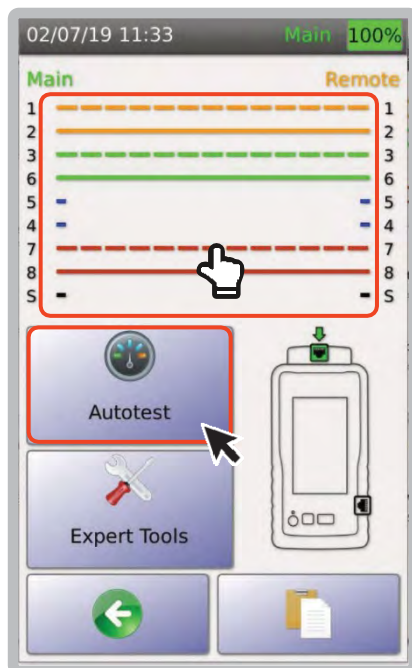 02/07/19 11:33 Main 100%
Main Remote
1 1
2 2
3 3
6 6
5 5
4 4
7 7
8 8
S S
Autotest
Expert Tools